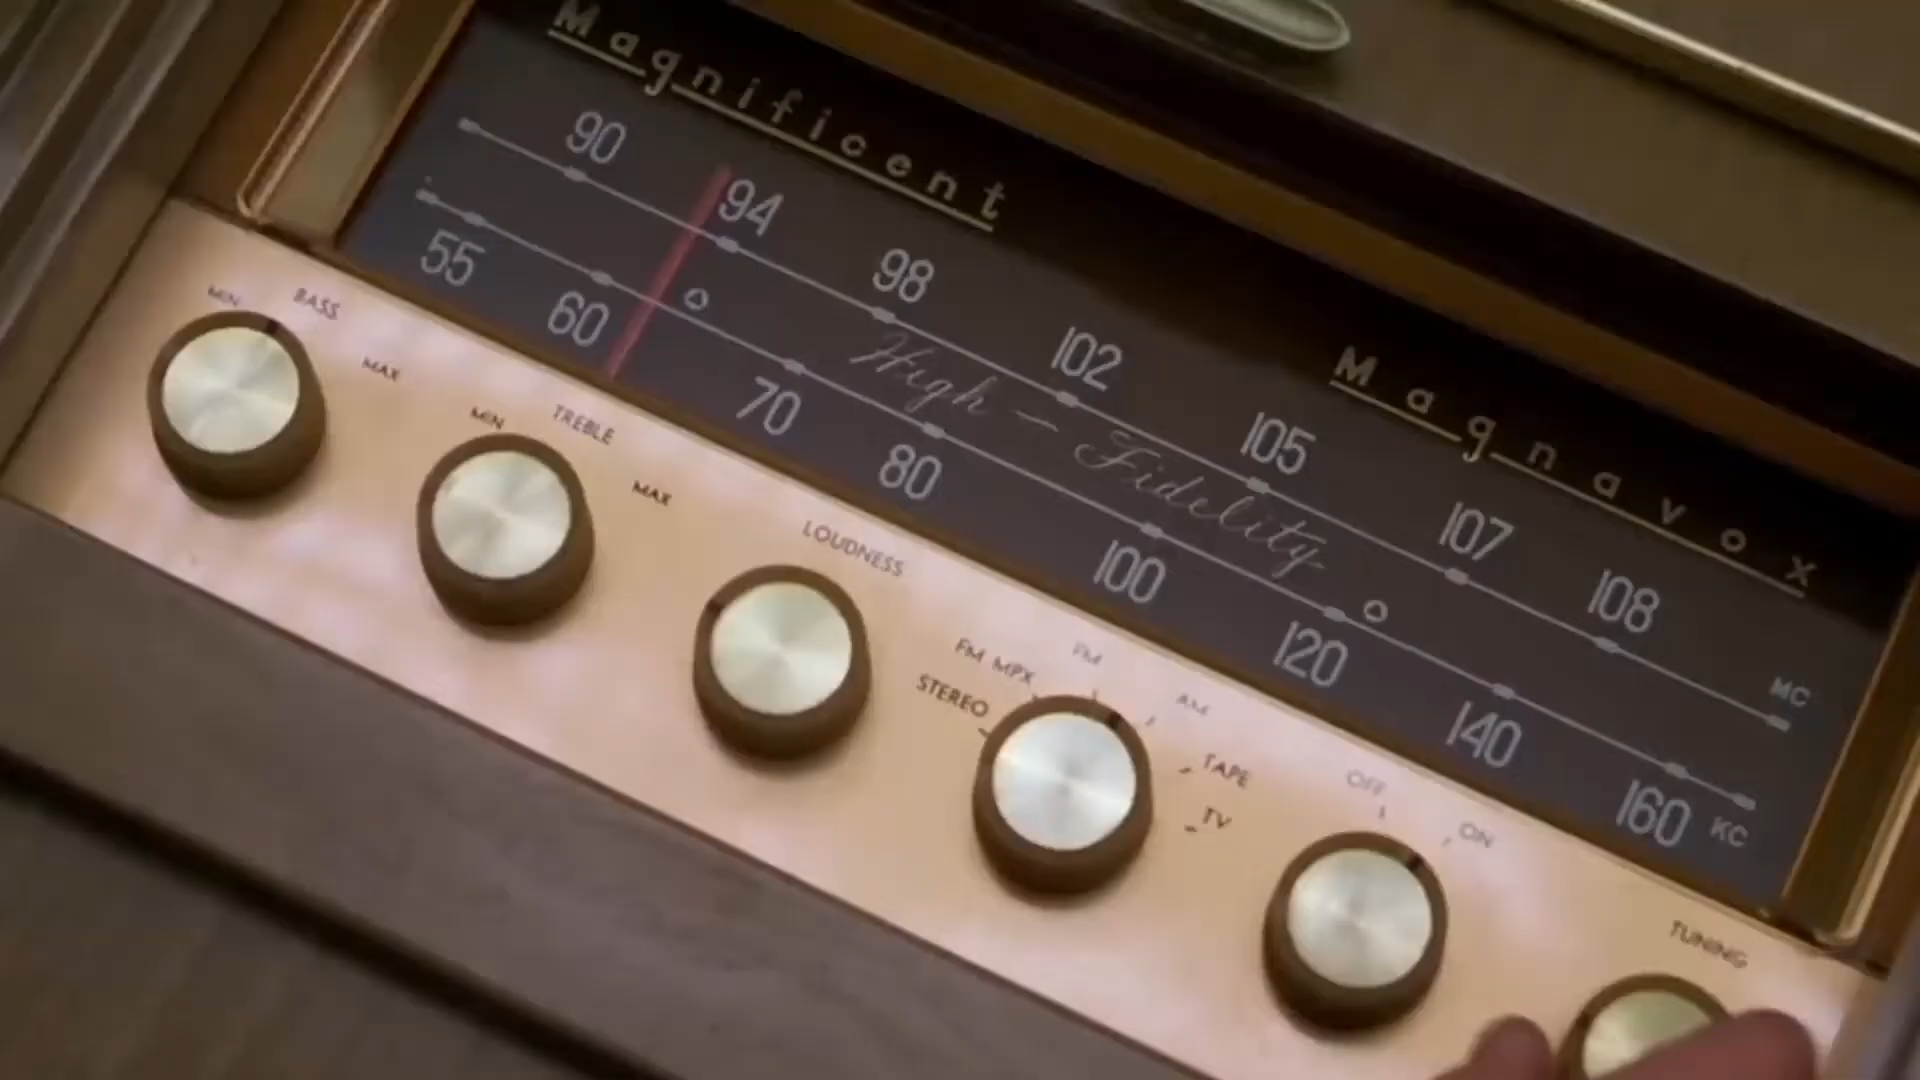 Magnificent
Magnavox
90 94 98 102 105 107 108 MC
High-Fidelity
55 60 70 80 100 120 140 160 KC
MIN BASS MAX
MIN TREBLE MAX
LOUDNESS
STEREO FM MPX FM AM TAPE TV
OFF ON
TUNING